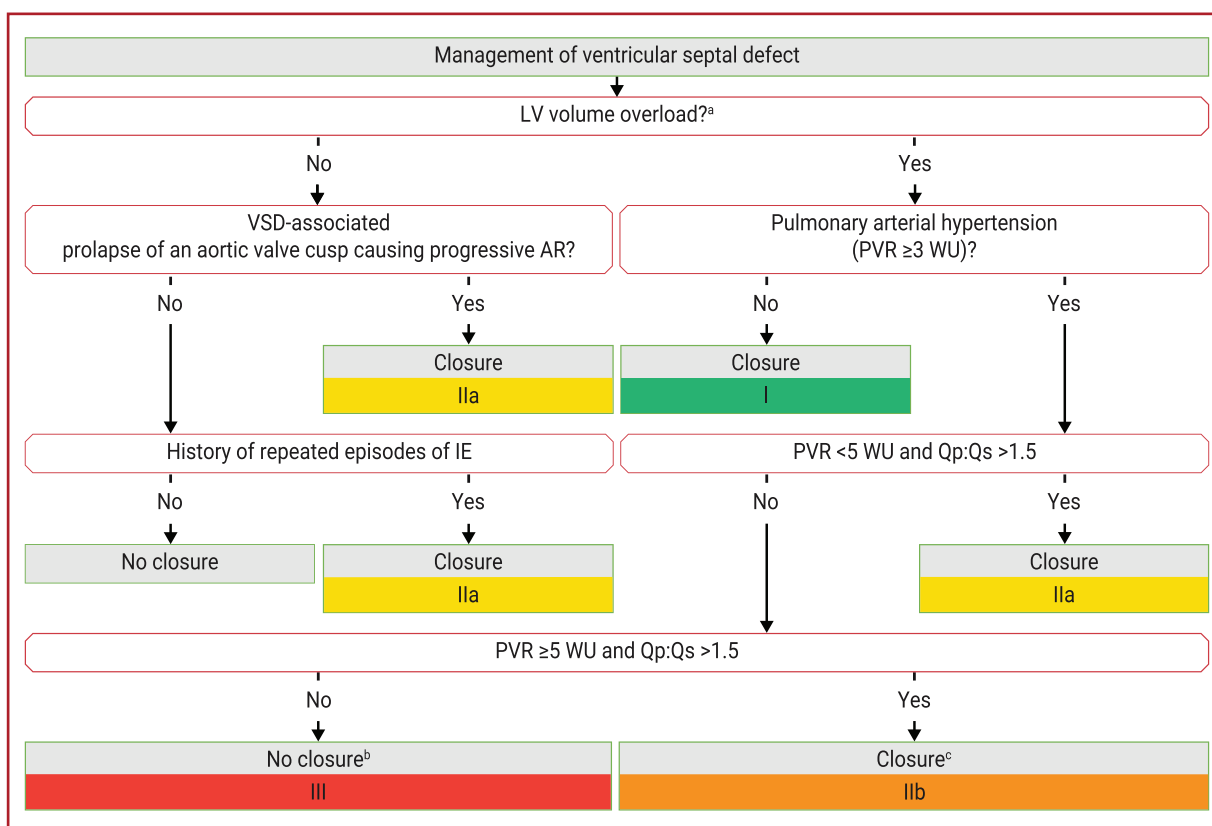 Management of ventricular septal defect
LV volume overload?ᵃ
No
Yes
VSD-associated
prolapse of an aortic valve cusp causing progressive AR?
Pulmonary arterial hypertension
(PVR ≥3 WU)?
No
Yes
No
Yes
Closure
IIa
Closure
I
History of repeated episodes of IE
PVR <5 WU and Qp:Qs >1.5
No
Yes
No
Yes
No closure
Closure
IIa
Closure
IIa
PVR ≥5 WU and Qp:Qs >1.5
No
Yes
No closureᵇ
III
Closureᶜ
IIb